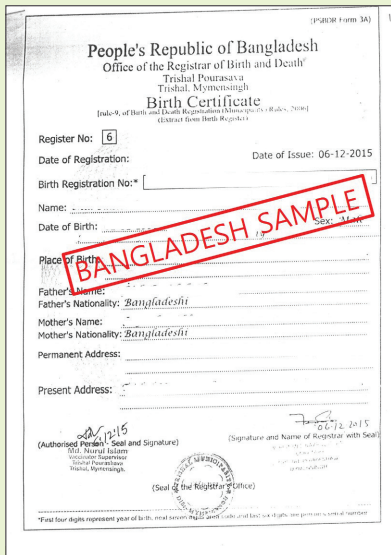 (PSBDR Form 3A)
People's Republic of Bangladesh
Office of the Registrar of Birth and Death
Trishal Pourasava
Trishal, Mymensingh.
Birth Certificate
[rule-9, of Birth and Death Registration (Municipality) Rules, 2006]
(Extract from Birth Register)
Register No: 6
Date of Registration:
Date of Issue: 06-12-2015
Birth Registration No:*
Name:
Date of Birth:
Sex: Male
BANGLADESH SAMPLE
Place of Birth
Father's Name:
Father's Nationality: Bangladeshi
Mother's Name:
Mother's Nationality: Bangladeshi
Permanent Address:
Present Address:
06 12 2015
(Authorised Person Seal and Signature)
(Signature and Name of Registrar with Seal)
Md. Nurul Islam
Vaccinator Supervisor
Trishal Pourashava
Trishal, Mymensingh.
(Seal of the Registrar's Office)
*First four digits represent year of birth, next seven digits area code and last six digits are person's serial number